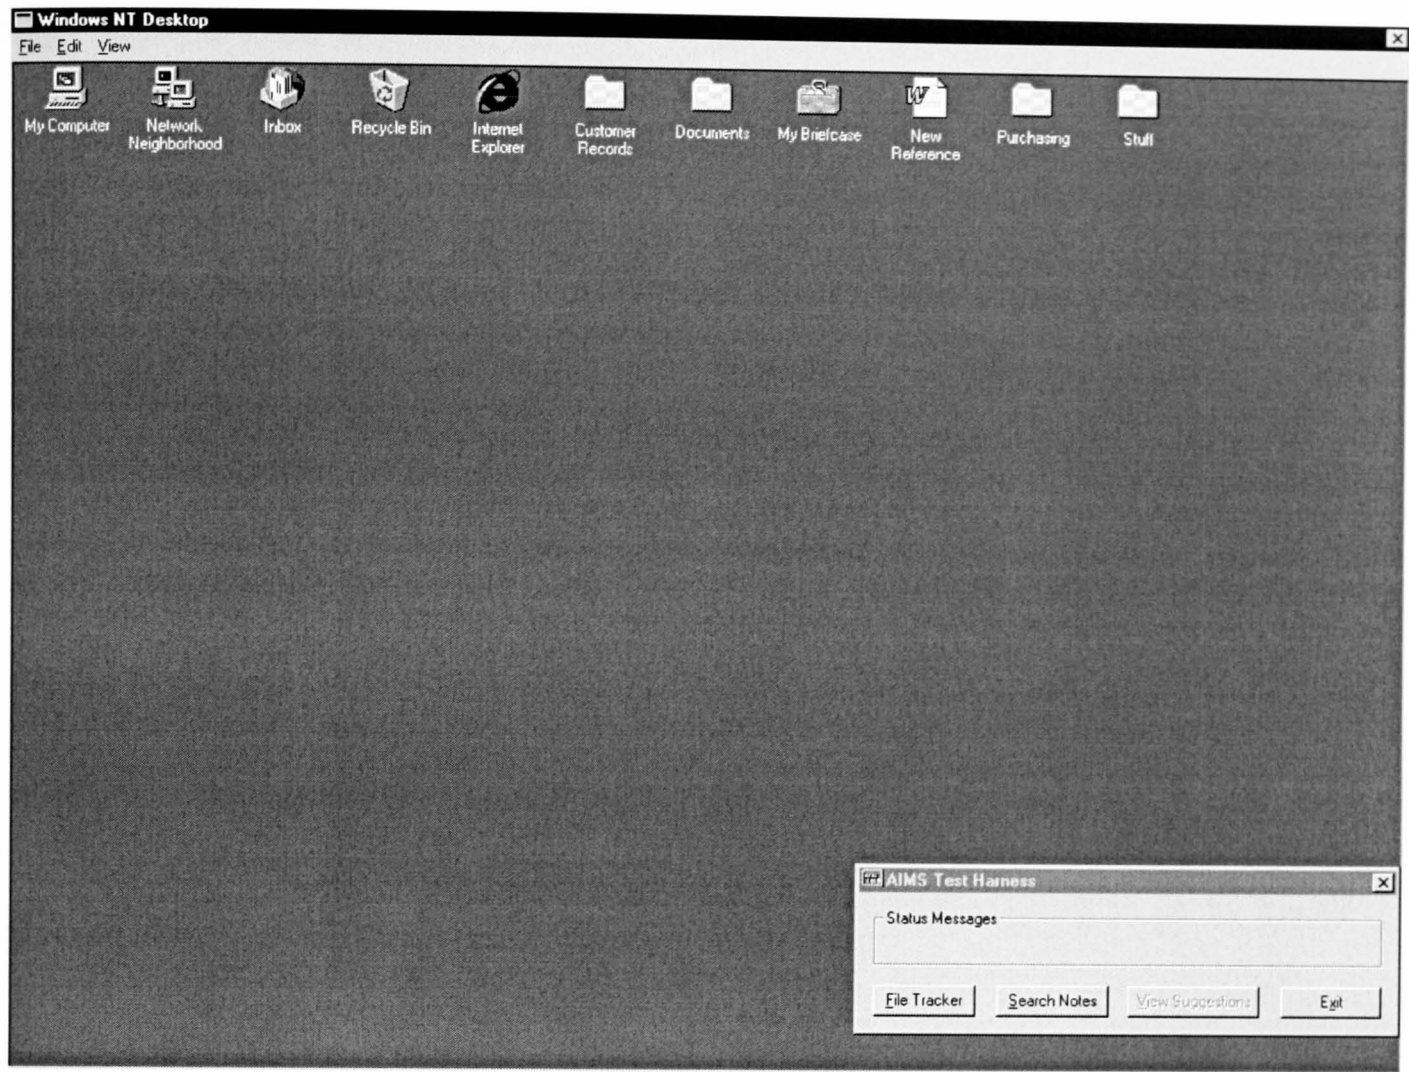 Windows NT Desktop
File Edit View
My Computer
Network
Neighborhood
Inbox
Recycle Bin
Internet
Explorer
Customer
Records
Documents
My Briefcase
New
Reference
Purchasing
Stuff
AIMS Test Harness
Status Messages
File Tracker
Search Notes
View Suggestions
Exit